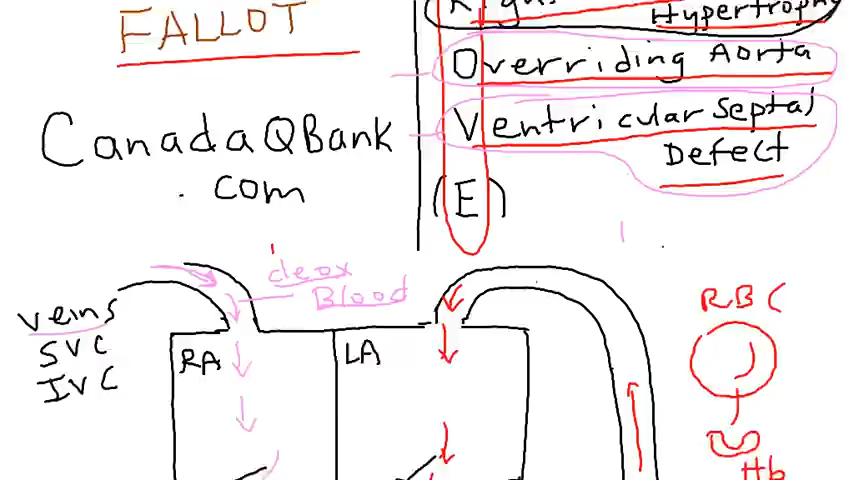 FALLOT
Hypertrophy
Overriding Aorta
Ventricular Septal
Defect
(E)
CanadaQBank
.com
deox
Blood
veins
SVC
IVC
RA
LA
RBC
Hb